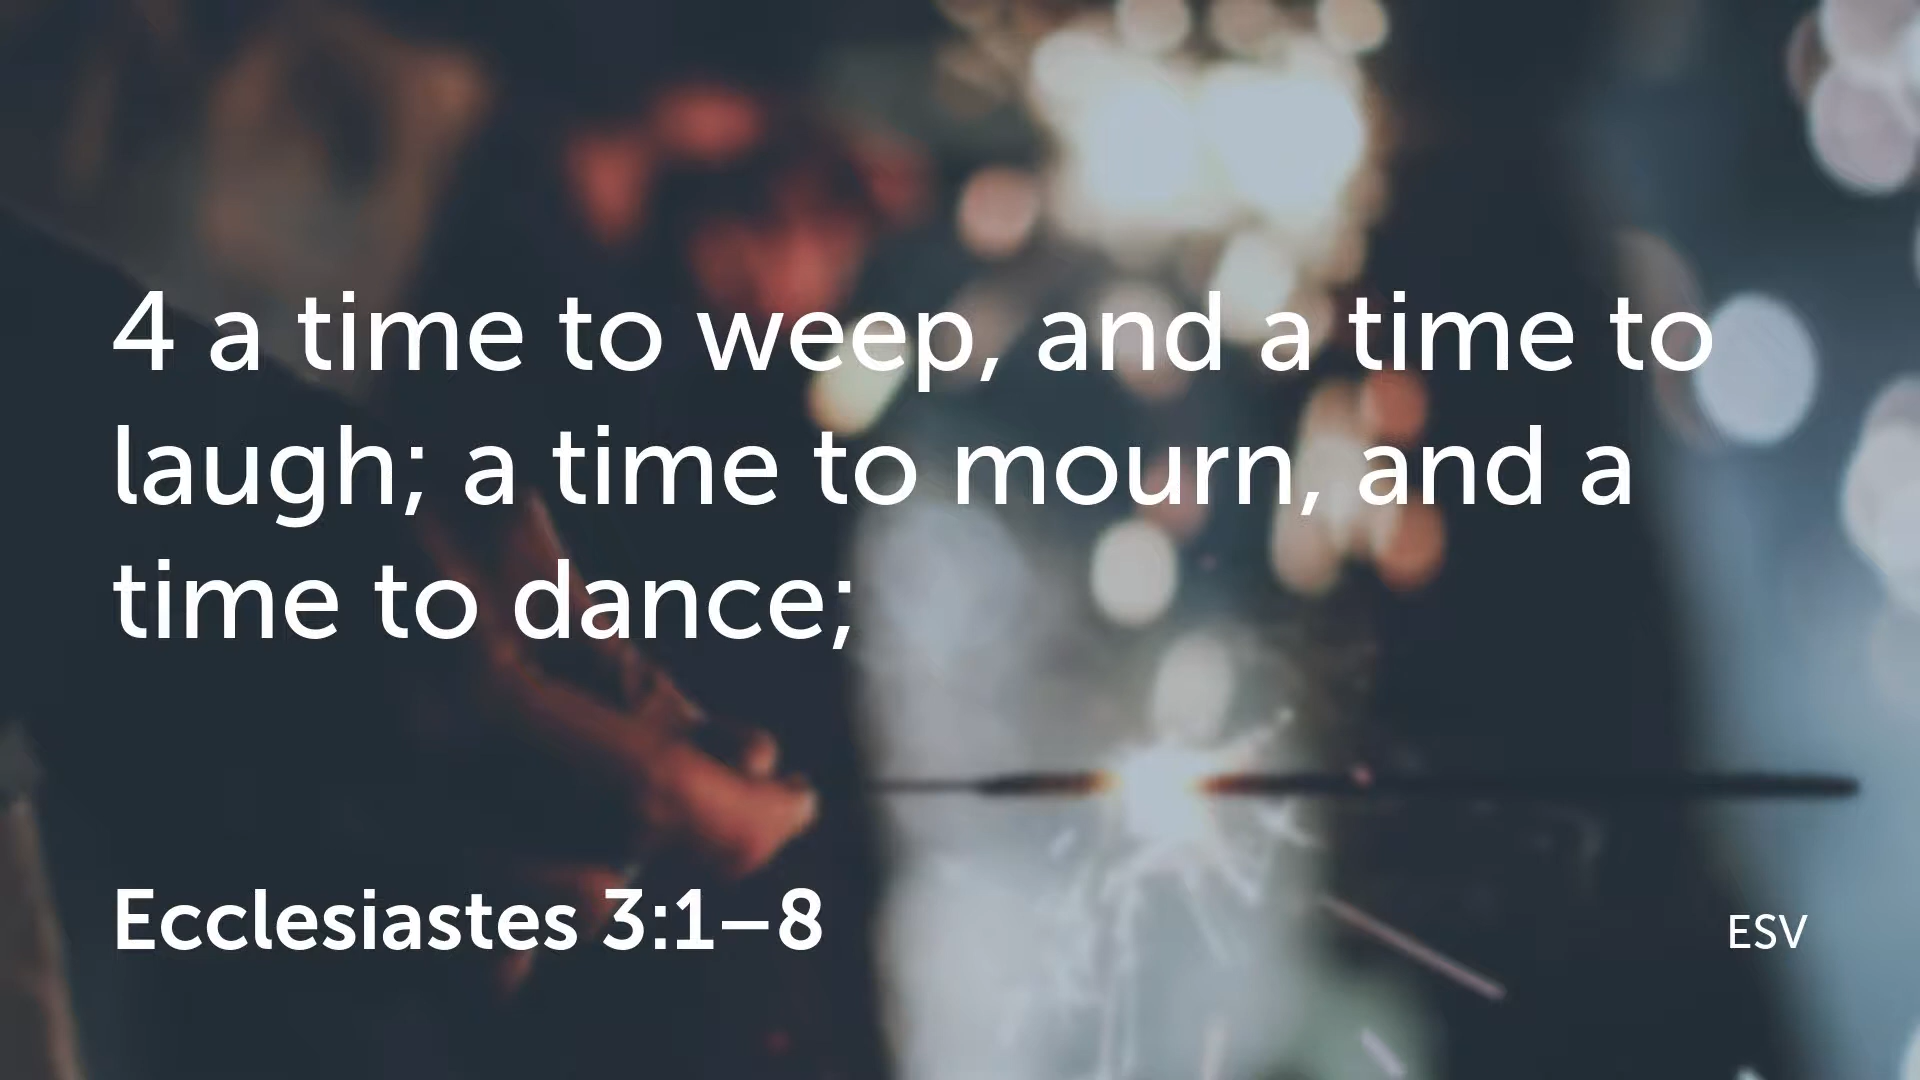 4 a time to weep, and a time to
laugh; a time to mourn, and a
time to dance;
Ecclesiastes 3:1–8
ESV